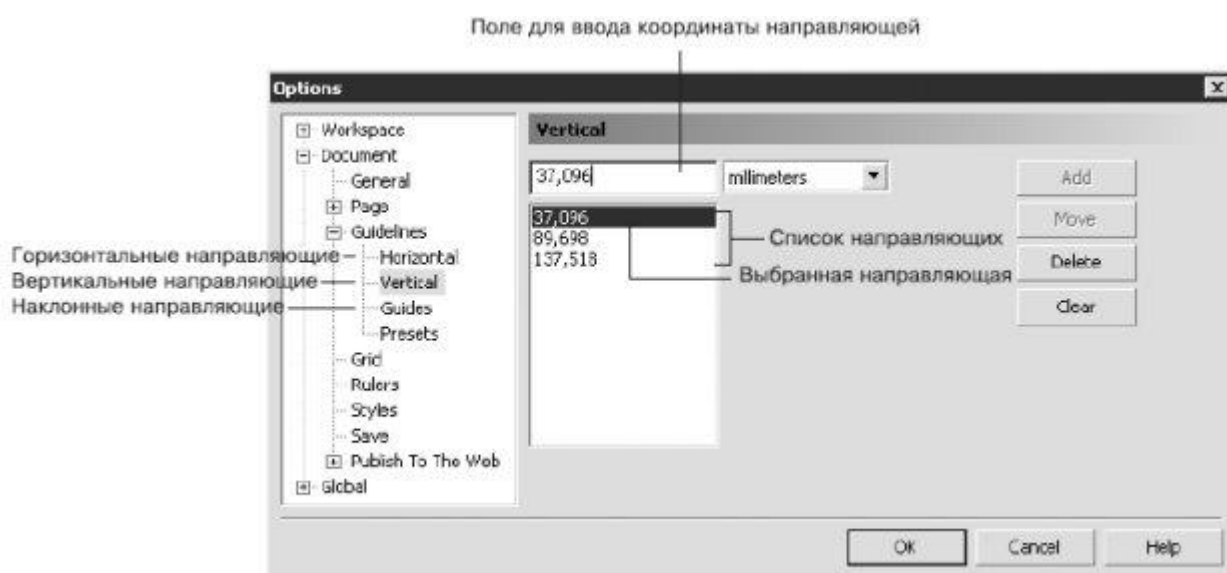 Поле для ввода координаты направляющей
Options
Workspace
Document
General
Page
Guidelines
Horizontal
Vertical
Guides
Presets
Grid
Rulers
Styles
Save
Publish To The Web
Global
Горизонтальные направляющие
Вертикальные направляющие
Наклонные направляющие
Vertical
37,096 millimeters
37,096
89,698
137,518
Список направляющих
Выбранная направляющая
Add
Move
Delete
Clear
OK Cancel Help